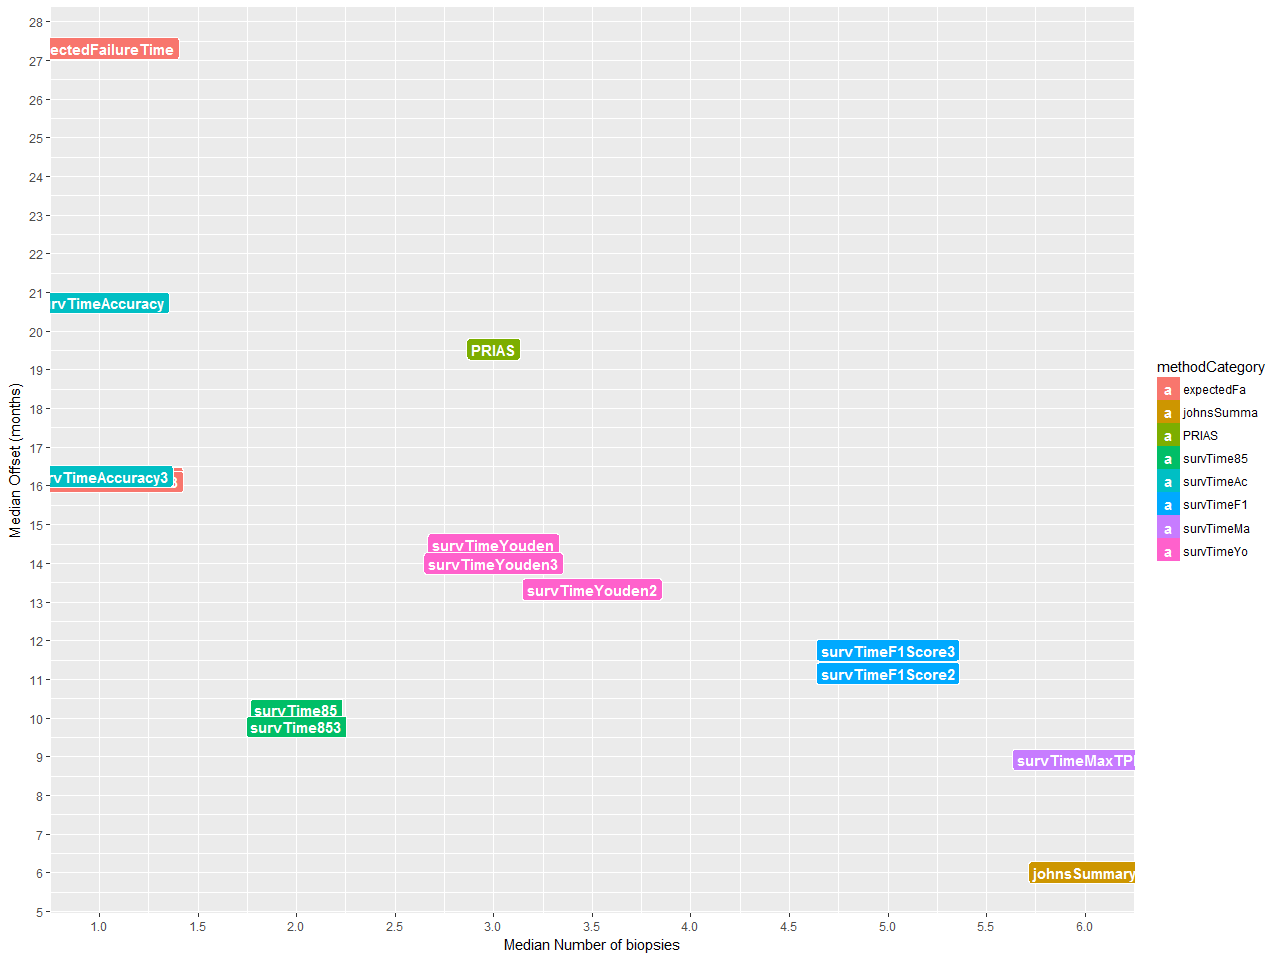 28
27
26
25
24
23
22
21
20
19
18
17
16
15
14
13
12
11
10
9
8
7
6
5
Median Offset (months)
ectedFailureTime
rvTimeAccuracy
PRIAS
vTimeAccuracy3
3
survTimeYouden
survTimeYouden3
survTimeYouden2
survTimeF1Score3
survTimeF1Score2
survTime85
survTime853
survTimeMaxTP
johnsSummary
1.0 1.5 2.0 2.5 3.0 3.5 4.0 4.5 5.0 5.5 6.0
Median Number of biopsies
methodCategory
a expectedFa
a johnsSumma
a PRIAS
a survTime85
a survTimeAc
a survTimeF1
a survTimeMa
a survTimeYo